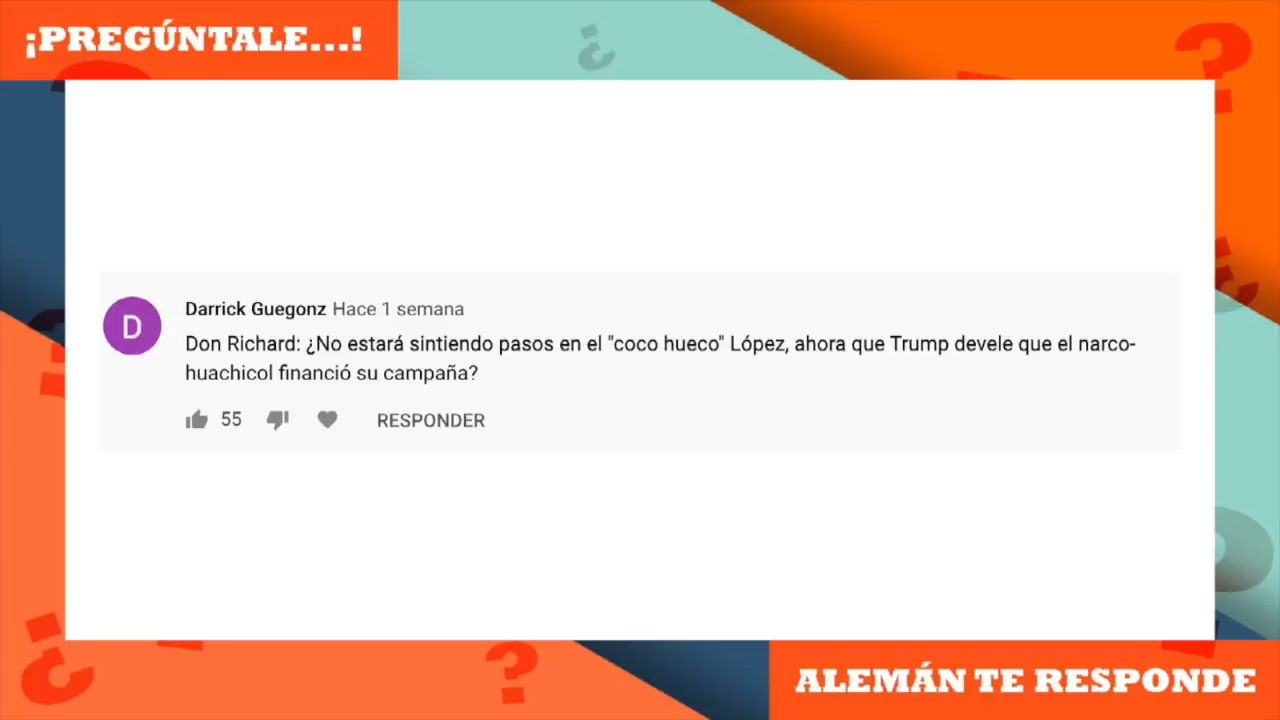 ¡PREGÚNTALE...!
D
Darrick Guegonz Hace 1 semana
Don Richard: ¿No estará sintiendo pasos en el "coco hueco" López, ahora que Trump devele que el narco-
huachicol financió su campaña?
55 RESPONDER
ALEMÁN TE RESPONDE